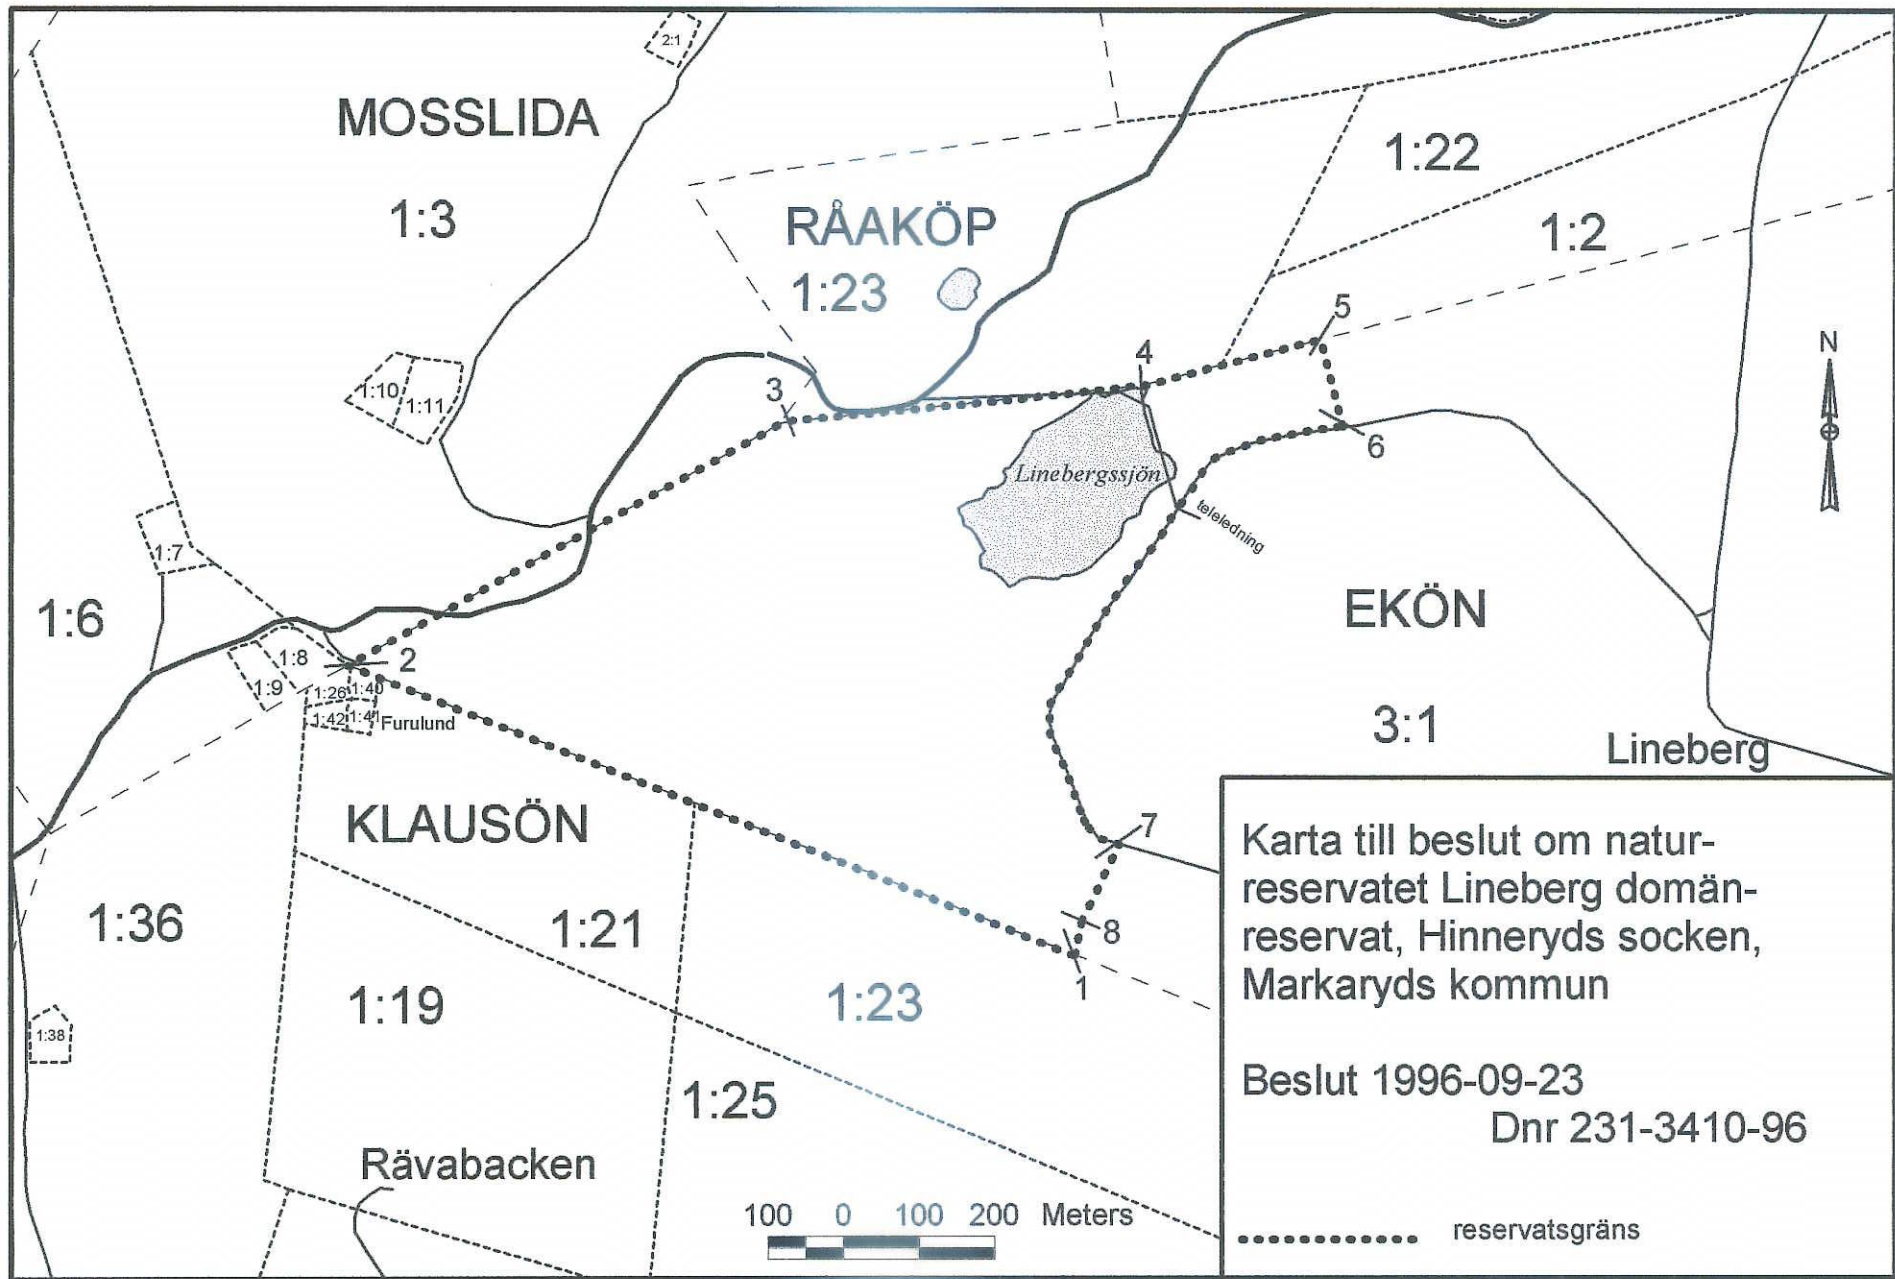 2:1
MOSSLIDA
1:3
RÅAKÖP
1:23
1:22
1:2
5
4
3
6
N
1:10
1:11
Linebergssjön
teleledning
1:7
1:6
EKÖN
3:1
Lineberg
1:8
1:9
2
1:26
1:40
1:42
1:41
Furulund
KLAUSÖN
7
8
1
1:36
1:21
1:19
1:23
1:38
1:25
Rävabacken
100 0 100 200 Meters
Karta till beslut om natur-
reservatet Lineberg domän-
reservat, Hinneryds socken,
Markaryds kommun
Beslut 1996-09-23
Dnr 231-3410-96
reservatsgräns